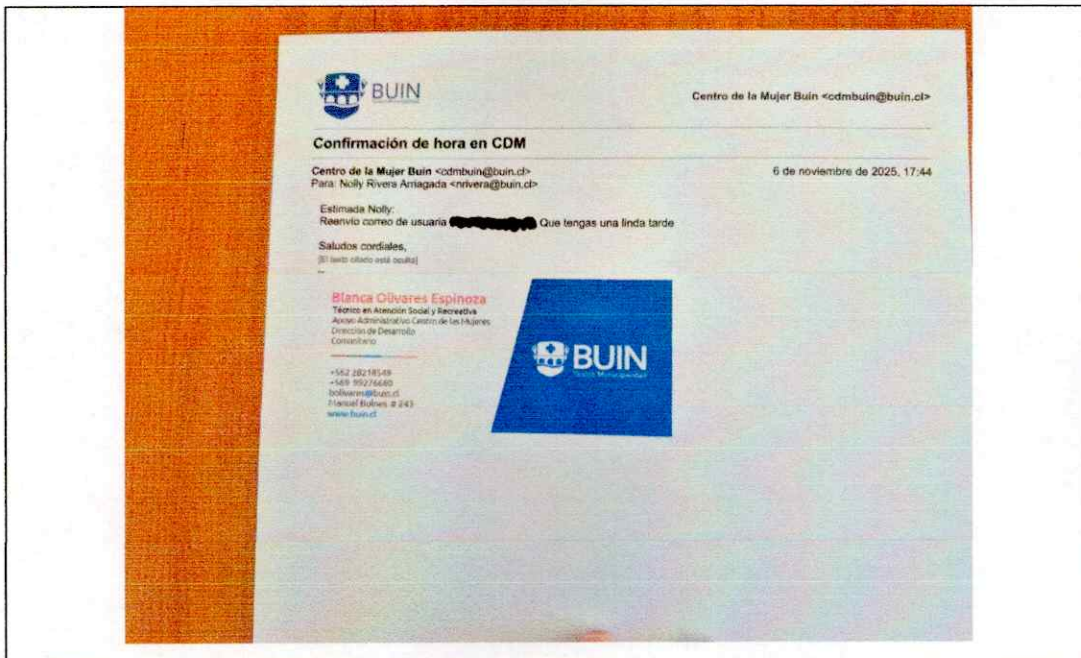 BUIN
Centro de la Mujer Buin <cdmbuin@buin.cl>
Confirmación de hora en CDM
Centro de la Mujer Buin <cdmbuin@buin.cl>
6 de noviembre de 2025, 17:44
Para: Nolly Rivera Arriagada <nrivera@buin.cl>
Estimada Nolly:
Reenvío correo de usuaria Que tengas una linda tarde
Saludos cordiales,
[El texto citado está oculto]
--
Blanca Olivares Espinoza
Técnico en Atención Social y Recreativa
Apoyo Administrativo Centro de las Mujeres
Dirección de Desarrollo
Comunitario
+562 28218549
+569 99276680
bolivares@buin.cl
Manuel Bulnes # 243
www.buin.cl
BUIN
Municipalidad